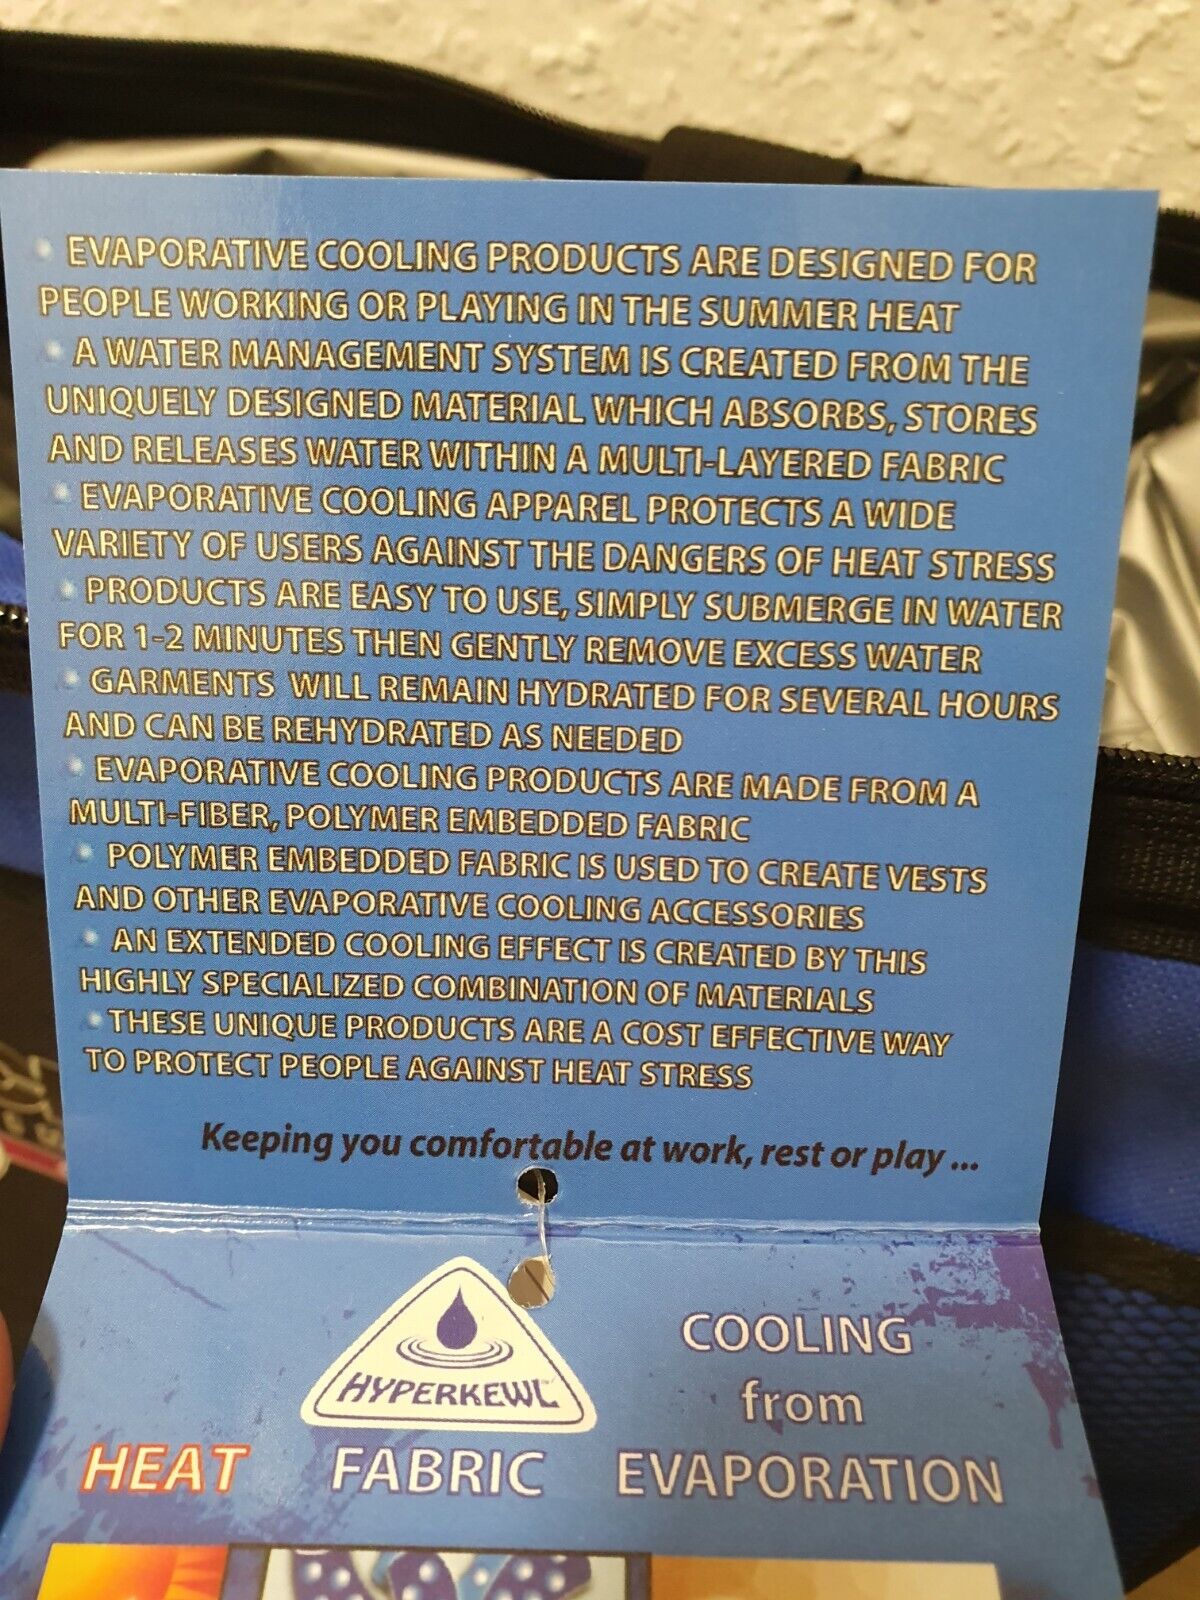 • EVAPORATIVE COOLING PRODUCTS ARE DESIGNED FOR
PEOPLE WORKING OR PLAYING IN THE SUMMER HEAT
• A WATER MANAGEMENT SYSTEM IS CREATED FROM THE
UNIQUELY DESIGNED MATERIAL WHICH ABSORBS, STORES
AND RELEASES WATER WITHIN A MULTI-LAYERED FABRIC
• EVAPORATIVE COOLING APPAREL PROTECTS A WIDE
VARIETY OF USERS AGAINST THE DANGERS OF HEAT STRESS
• PRODUCTS ARE EASY TO USE, SIMPLY SUBMERGE IN WATER
FOR 1-2 MINUTES THEN GENTLY REMOVE EXCESS WATER
• GARMENTS WILL REMAIN HYDRATED FOR SEVERAL HOURS
AND CAN BE REHYDRATED AS NEEDED
• EVAPORATIVE COOLING PRODUCTS ARE MADE FROM A
MULTI-FIBER, POLYMER EMBEDDED FABRIC
• POLYMER EMBEDDED FABRIC IS USED TO CREATE VESTS
AND OTHER EVAPORATIVE COOLING ACCESSORIES
• AN EXTENDED COOLING EFFECT IS CREATED BY THIS
HIGHLY SPECIALIZED COMBINATION OF MATERIALS
• THESE UNIQUE PRODUCTS ARE A COST EFFECTIVE WAY
TO PROTECT PEOPLE AGAINST HEAT STRESS
Keeping you comfortable at work, rest or play ...
HYPERKEWL™
HEAT
FABRIC
COOLING
from
EVAPORATION